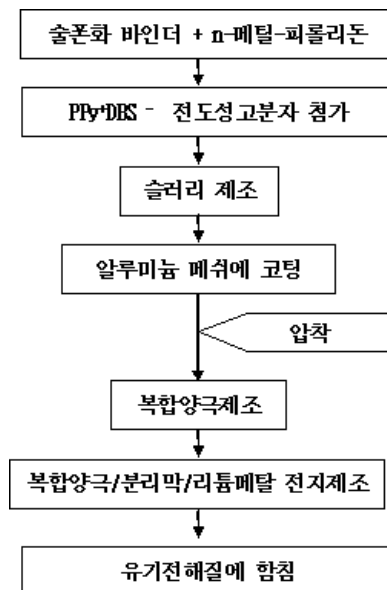 술폰화 바인더 + n-메틸-피롤리돈
PPy⁺DBS⁻ 전도성고분자 첨가
슬러리 제조
알루미늄 메쉬에 코팅
압착
복합양극제조
복합양극/분리막/리튬메탈 전지제조
유기전해질에 함침